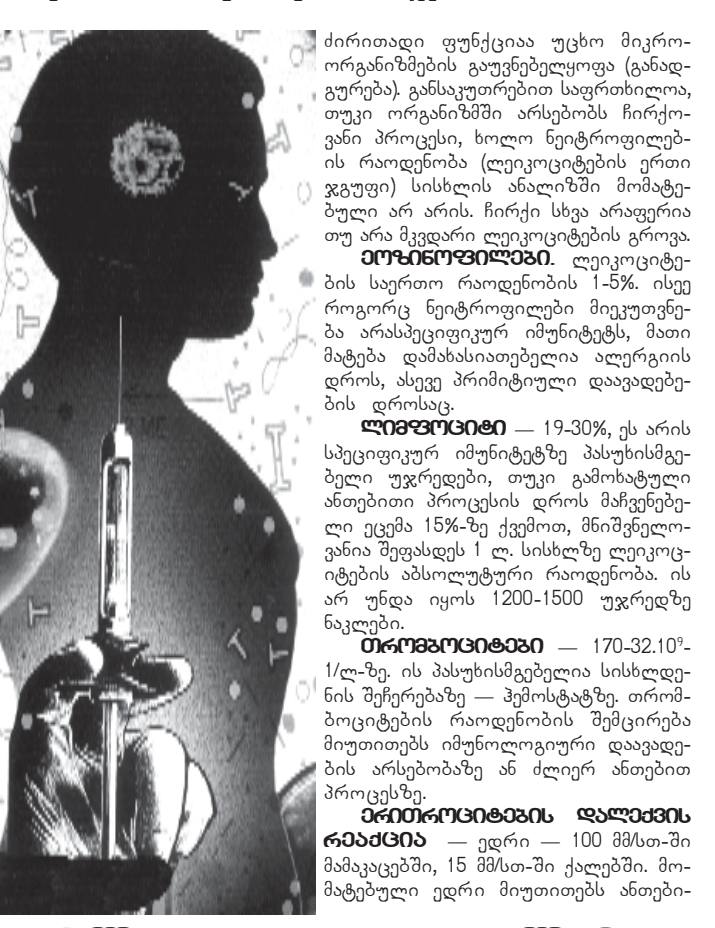 ძირითადი ფუნქციაა უცხო მიკრო-
ორგანიზმების გაუვნებელყოფა (განად-
გურება). განსაკუთრებით საფრთხილოა,
თუკი ორგანიზმში არსებობს ჩირქო-
ვანი პროცესი, ხოლო ნეიტროფილებ-
ის რაოდენობა (ლეიკოციტების ერთი
ჯგუფი) სისხლის ანალიზში მომატე-
ბული არ არის. ჩირქი სხვა არაფერია
თუ არა მკვდარი ლეიკოციტების გროვა.
ეოზინოფილები. ლეიკოციტე-
ბის საერთო რაოდენობის 1-5%. ისევე
როგორც ნეიტროფილები მიეკუთვნე-
ბა არასპეციფიკურ იმუნიტეტს, მათი
მატება დამახასიათებელია ალერგიის
დროს, ასევე პრიმიტიული დაავადებე-
ბის დროსაც.
ლიმფოციტი — 19-30%, ეს არის
სპეციფიკურ იმუნიტეტზე პასუხისმგე-
ბელი უჯრედები, თუკი გამოხატული
ანთებითი პროცესის დროს მაჩვენებე-
ლი ეცემა 15%-ზე ქვემოთ, მნიშვნელო-
ვანია შეფასდეს 1 ლ. სისხლზე ლეიკოც-
იტების აბსოლუტური რაოდენობა. ის
არ უნდა იყოს 1200-1500 უჯრედზე
ნაკლები.
თრომბოციტები — 170-32.10⁹-
1/ლ-ზე. ის პასუხისმგებელია სისხლდე-
ნის შეჩერებაზე — ჰემოსტატზე. თრომ-
ბოციტების რაოდენობის შემცირება
მიუთითებს იმუნოლოგიური დაავადე-
ბის არსებობაზე ან ძლიერ ანთებით
პროცესზე.
ერითროციტების დალექვის
რეაქცია — ედრი — 100 მმ/სთ-ში
მამაკაცებში, 15 მმ/სთ-ში ქალებში. მო-
მატებული ედრი მიუთითებს ანთები-